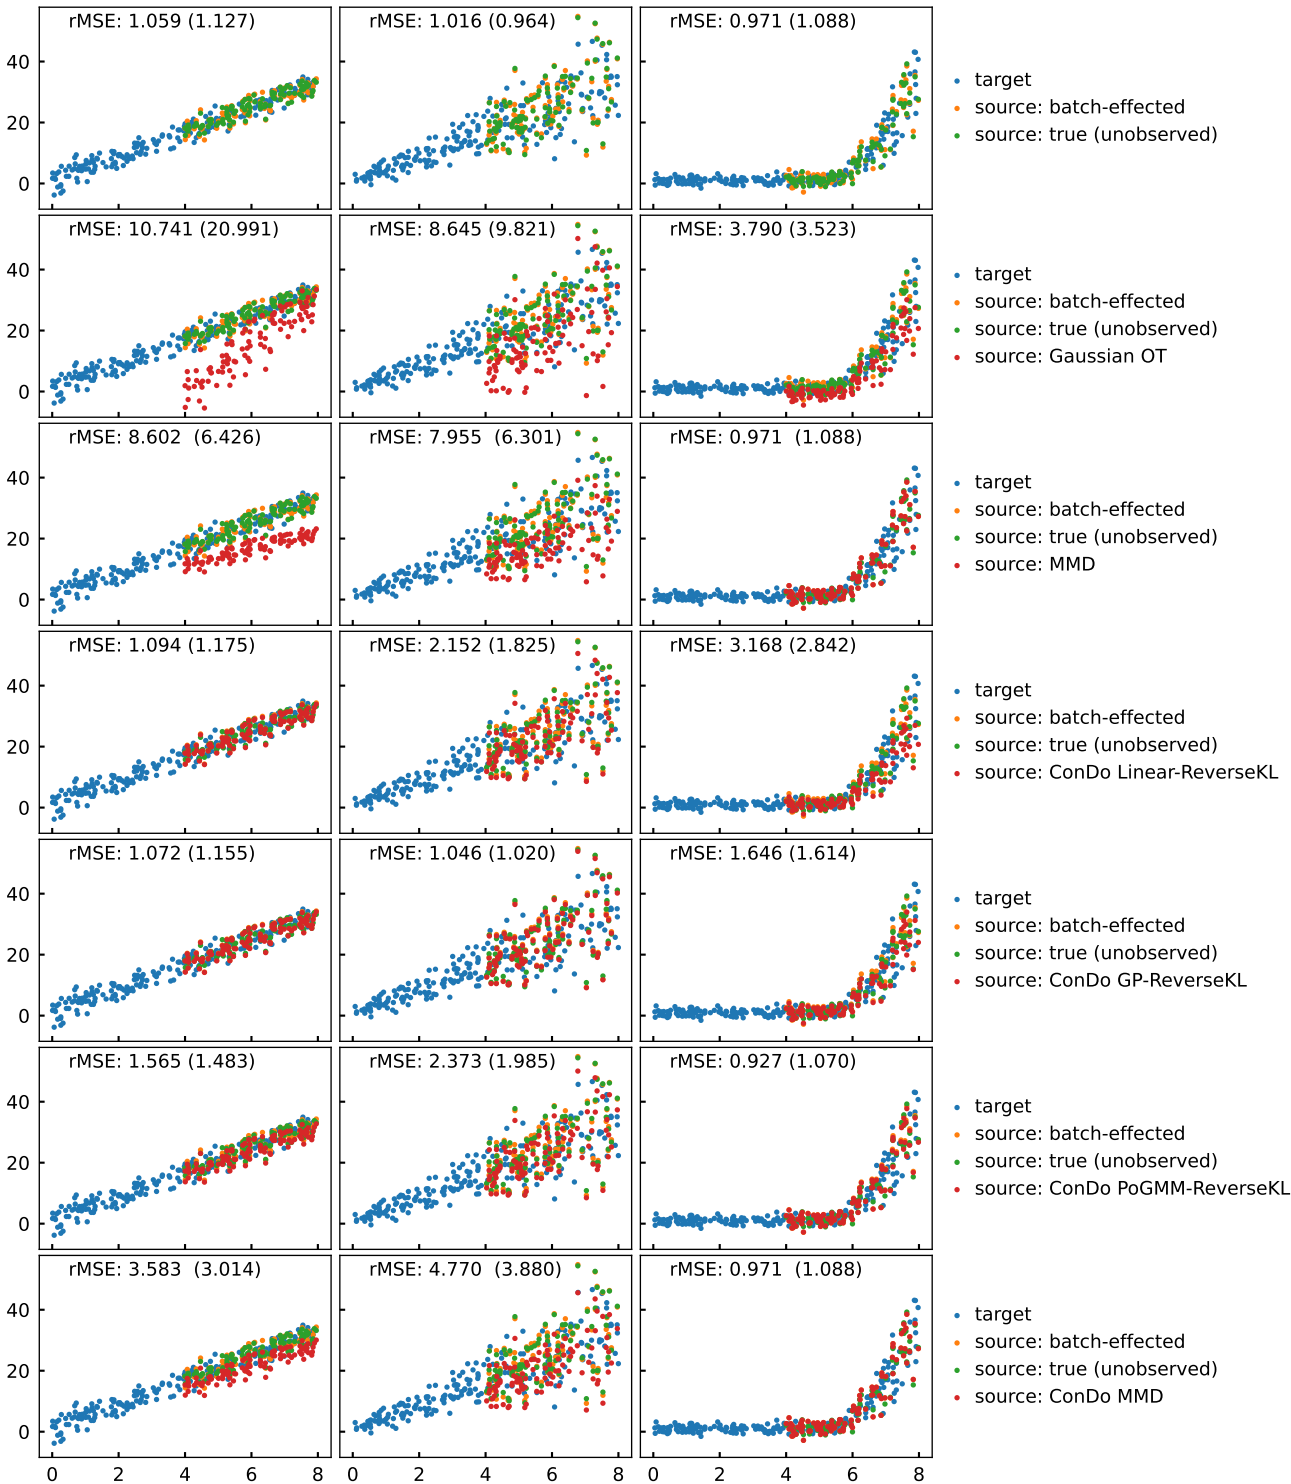 rMSE: 1.059 (1.127)
rMSE: 1.016 (0.964)
rMSE: 0.971 (1.088)
40
20
0
target
source: batch-effected
source: true (unobserved)
rMSE: 10.741 (20.991)
rMSE: 8.645 (9.821)
rMSE: 3.790 (3.523)
40
20
0
target
source: batch-effected
source: true (unobserved)
source: Gaussian OT
rMSE: 8.602  (6.426)
rMSE: 7.955  (6.301)
rMSE: 0.971  (1.088)
40
20
0
target
source: batch-effected
source: true (unobserved)
source: MMD
rMSE: 1.094 (1.175)
rMSE: 2.152 (1.825)
rMSE: 3.168 (2.842)
40
20
0
target
source: batch-effected
source: true (unobserved)
source: ConDo Linear-ReverseKL
rMSE: 1.072 (1.155)
rMSE: 1.046 (1.020)
rMSE: 1.646 (1.614)
40
20
0
target
source: batch-effected
source: true (unobserved)
source: ConDo GP-ReverseKL
rMSE: 1.565 (1.483)
rMSE: 2.373 (1.985)
rMSE: 0.927 (1.070)
40
20
0
target
source: batch-effected
source: true (unobserved)
source: ConDo PoGMM-ReverseKL
rMSE: 3.583  (3.014)
rMSE: 4.770  (3.880)
rMSE: 0.971  (1.088)
40
20
0
target
source: batch-effected
source: true (unobserved)
source: ConDo MMD
0 2 4 6 8
0 2 4 6 8
0 2 4 6 8